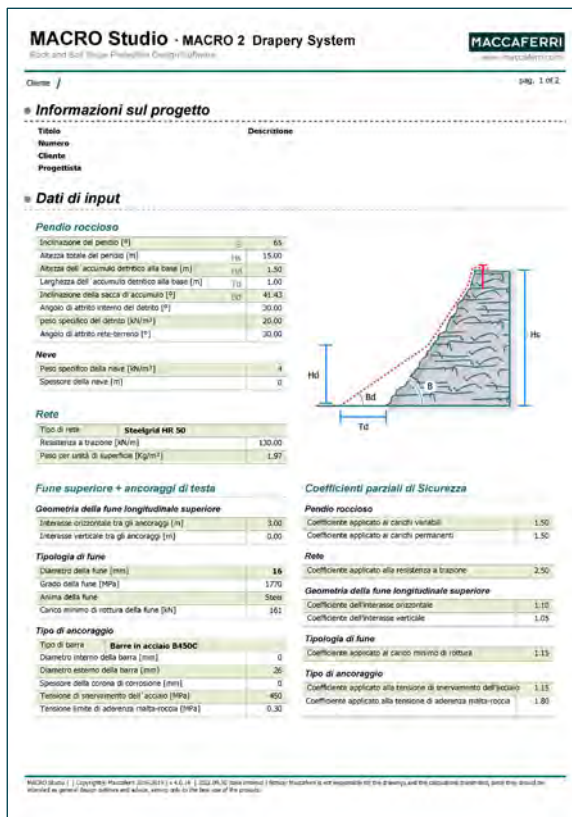 MACRO Studio - MACRO 2 Drapery System
MACCAFERRI
Rock and Soil Slope Protection Design Software
www.maccaferri.com
Cliente /
pag. 1 of 2
Informazioni sul progetto
Titolo
Descrizione
Numero
Cliente
Progettista
Dati di input
Pendio roccioso
Inclinazione del pendio [°] 65
Altezza totale del pendio [m] Hs 15.00
Altezza dell' accumulo detritico alla base [m] Hd 1.50
Larghezza dell' accumulo detritico alla base [m] Td 1.00
Inclinazione della sacca di accumulo [°] Bd 41.43
Angolo di attrito interno del detrito [°] 30.00
peso specifico del detrito [kN/m³] 20.00
Angolo di attrito rete-terreno [°] 30.00
Neve
Peso specifico della neve [kN/m³] 4
Spessore della neve [m] 0
Hs
Hd
B
Bd
Td
Rete
Tipo di rete Steelgrid HR 50
Resistenza a trazione [kN/m] 130.00
Peso per unità di superficie [Kg/m²] 1.97
Fune superiore + ancoraggi di testa
Geometria della fune longitudinale superiore
Interasse orizzontale tra gli ancoraggi [m] 3.00
Interasse verticale tra gli ancoraggi [m] 0.00
Tipologia di fune
Diametro della fune [mm] 16
Grado della fune [MPa] 1770
Anima della fune Steel
Carico minimo di rottura della fune [kN] 161
Tipo di ancoraggio
Tipo di barra Barre in acciaio B450C
Diametro interno della barra [mm] 0
Diametro esterno della barra [mm] 26
Spessore della corona di corrosione [mm] 0
Tensione di snervamento dell'acciaio [MPa] 450
Tensione limite di aderenza malta-roccia [MPa] 0.30
Coefficienti parziali di Sicurezza
Pendio roccioso
Coefficiente applicato ai carichi variabili 1.50
Coefficiente applicato ai carichi permanenti 1.50
Rete
Coefficiente applicato alla resistenza a trazione 2.50
Geometria della fune longitudinale superiore
Coefficiente dell'interasse orizzontale 1.10
Coefficiente dell'interasse verticale 1.05
Tipologia di fune
Coefficiente applicato al carico minimo di rottura 1.15
Tipo di ancoraggio
Coefficiente applicato alla tensione di snervamento dell'acciaio 1.15
Coefficiente applicato alla tensione di aderenza malta-roccia 1.80